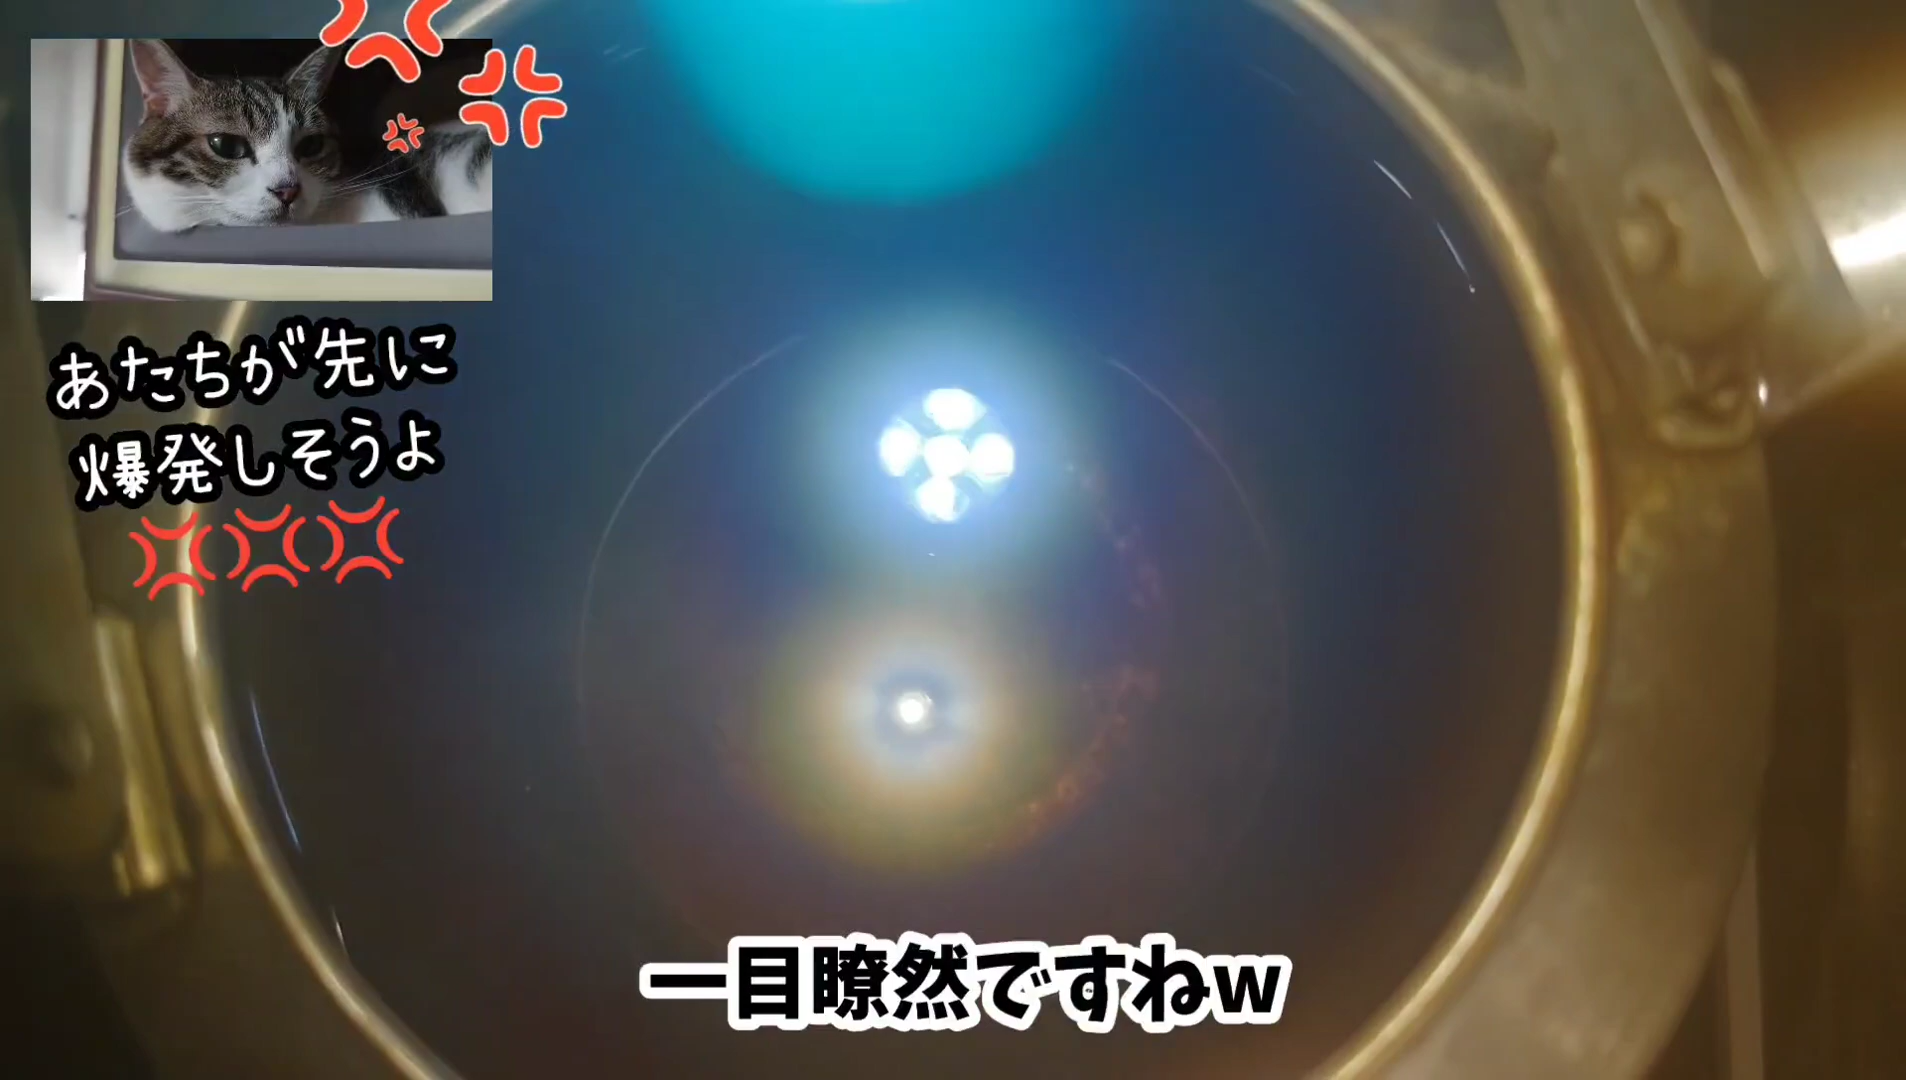 あたちが先に
爆発しそうよ
一目瞭然ですねw